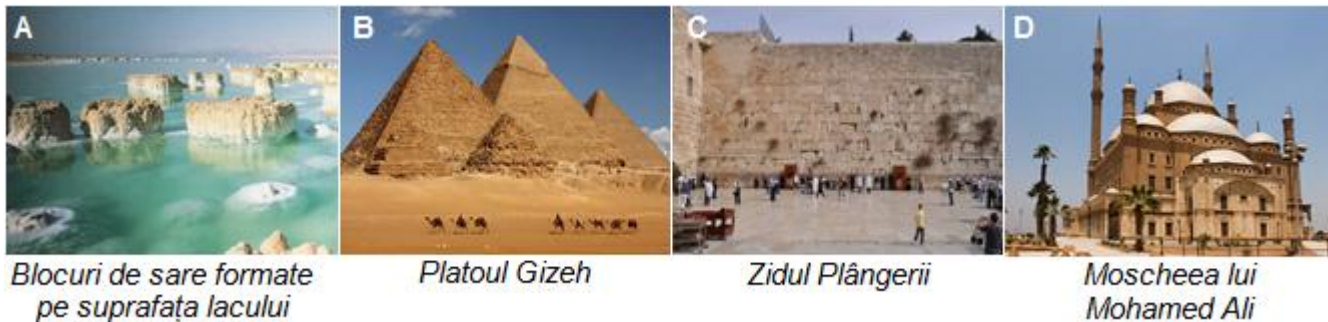 A
B
C
D
Blocuri de sare formate
pe suprafața lacului
Platoul Gizeh
Zidul Plângerii
Moscheea lui
Mohamed Ali